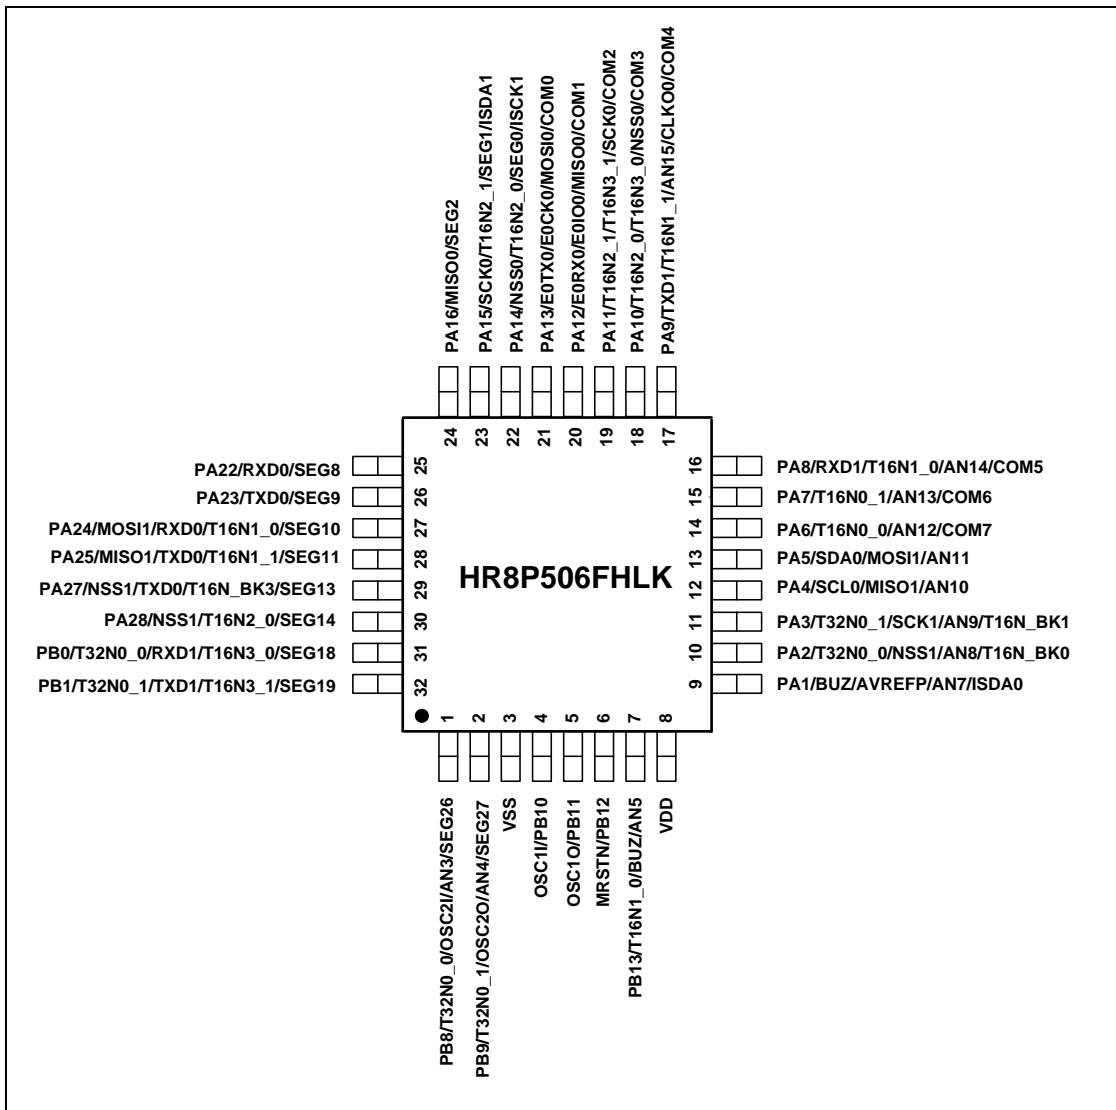 PA16/MISO0/SEG2
PA15/SCK0/T16N2_1/SEG1/ISDA1
PA14/NSS0/T16N2_0/SEG0/ISCK1
PA13/E0TX0/E0CK0/MOSI0/COM0
PA12/E0RX0/E0IO0/MISO0/COM1
PA11/T16N2_1/T16N3_1/SCK0/COM2
PA10/T16N2_0/T16N3_0/NSS0/COM3
PA9/TXD1/T16N1_1/AN15/CLKO0/COM4
24
23
22
21
20
19
18
17
PA22/RXD0/SEG8
PA23/TXD0/SEG9
PA24/MOSI1/RXD0/T16N1_0/SEG10
PA25/MISO1/TXD0/T16N1_1/SEG11
PA27/NSS1/TXD0/T16N_BK3/SEG13
PA28/NSS1/T16N2_0/SEG14
PB0/T32N0_0/RXD1/T16N3_0/SEG18
PB1/T32N0_1/TXD1/T16N3_1/SEG19
25
26
27
28
29
30
31
32
HR8P506FHLK
16
15
14
13
12
11
10
9
PA8/RXD1/T16N1_0/AN14/COM5
PA7/T16N0_1/AN13/COM6
PA6/T16N0_0/AN12/COM7
PA5/SDA0/MOSI1/AN11
PA4/SCL0/MISO1/AN10
PA3/T32N0_1/SCK1/AN9/T16N_BK1
PA2/T32N0_0/NSS1/AN8/T16N_BK0
PA1/BUZ/AVREFP/AN7/ISDA0
1
2
3
4
5
6
7
8
PB8/T32N0_0/OSC2I/AN3/SEG26
PB9/T32N0_1/OSC2O/AN4/SEG27
VSS
OSC1I/PB10
OSC1O/PB11
MRSTN/PB12
PB13/T16N1_0/BUZ/AN5
VDD